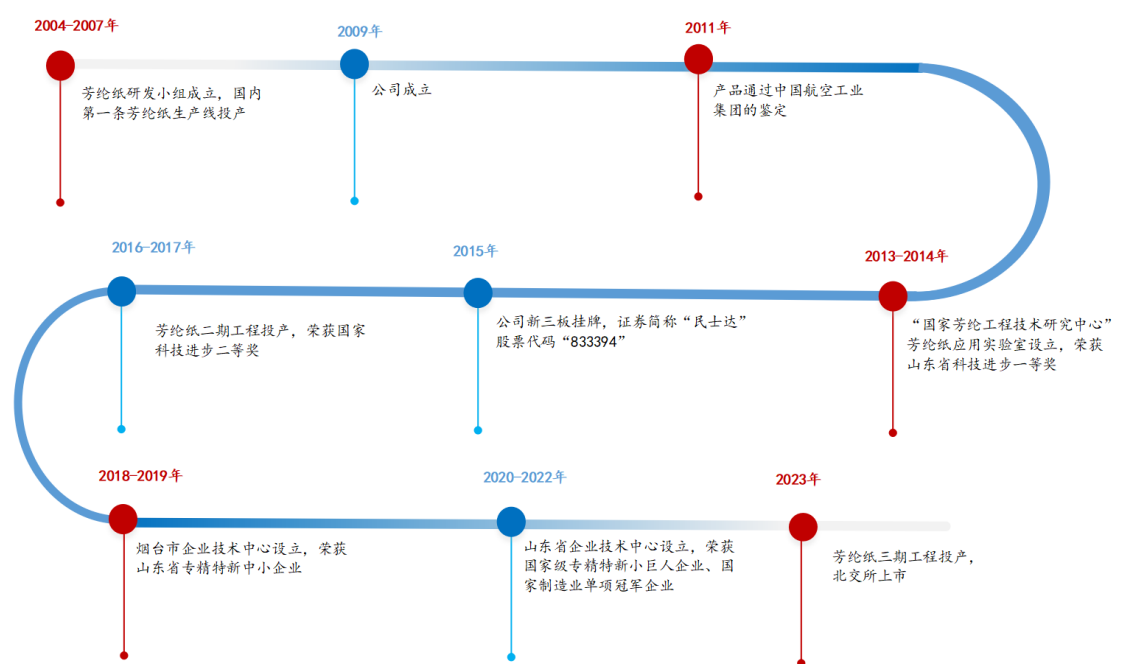 2004-2007年
芳纶纸研发小组成立，国内
第一条芳纶纸生产线投产
2009年
公司成立
2011年
产品通过中国航空工业
集团的鉴定
2013-2014年
“国家芳纶工程技术研究中心”
芳纶纸应用实验室设立，荣获
山东省科技进步一等奖
2015年
公司新三板挂牌，证券简称“民士达”
股票代码“833394”
2016-2017年
芳纶纸二期工程投产，荣获国家
科技进步二等奖
2018-2019年
烟台市企业技术中心设立，荣获
山东省专精特新中小企业
2020-2022年
山东省企业技术中心设立，荣获
国家级专精特新小巨人企业、国
家制造业单项冠军企业
2023年
芳纶纸三期工程投产，
北交所上市